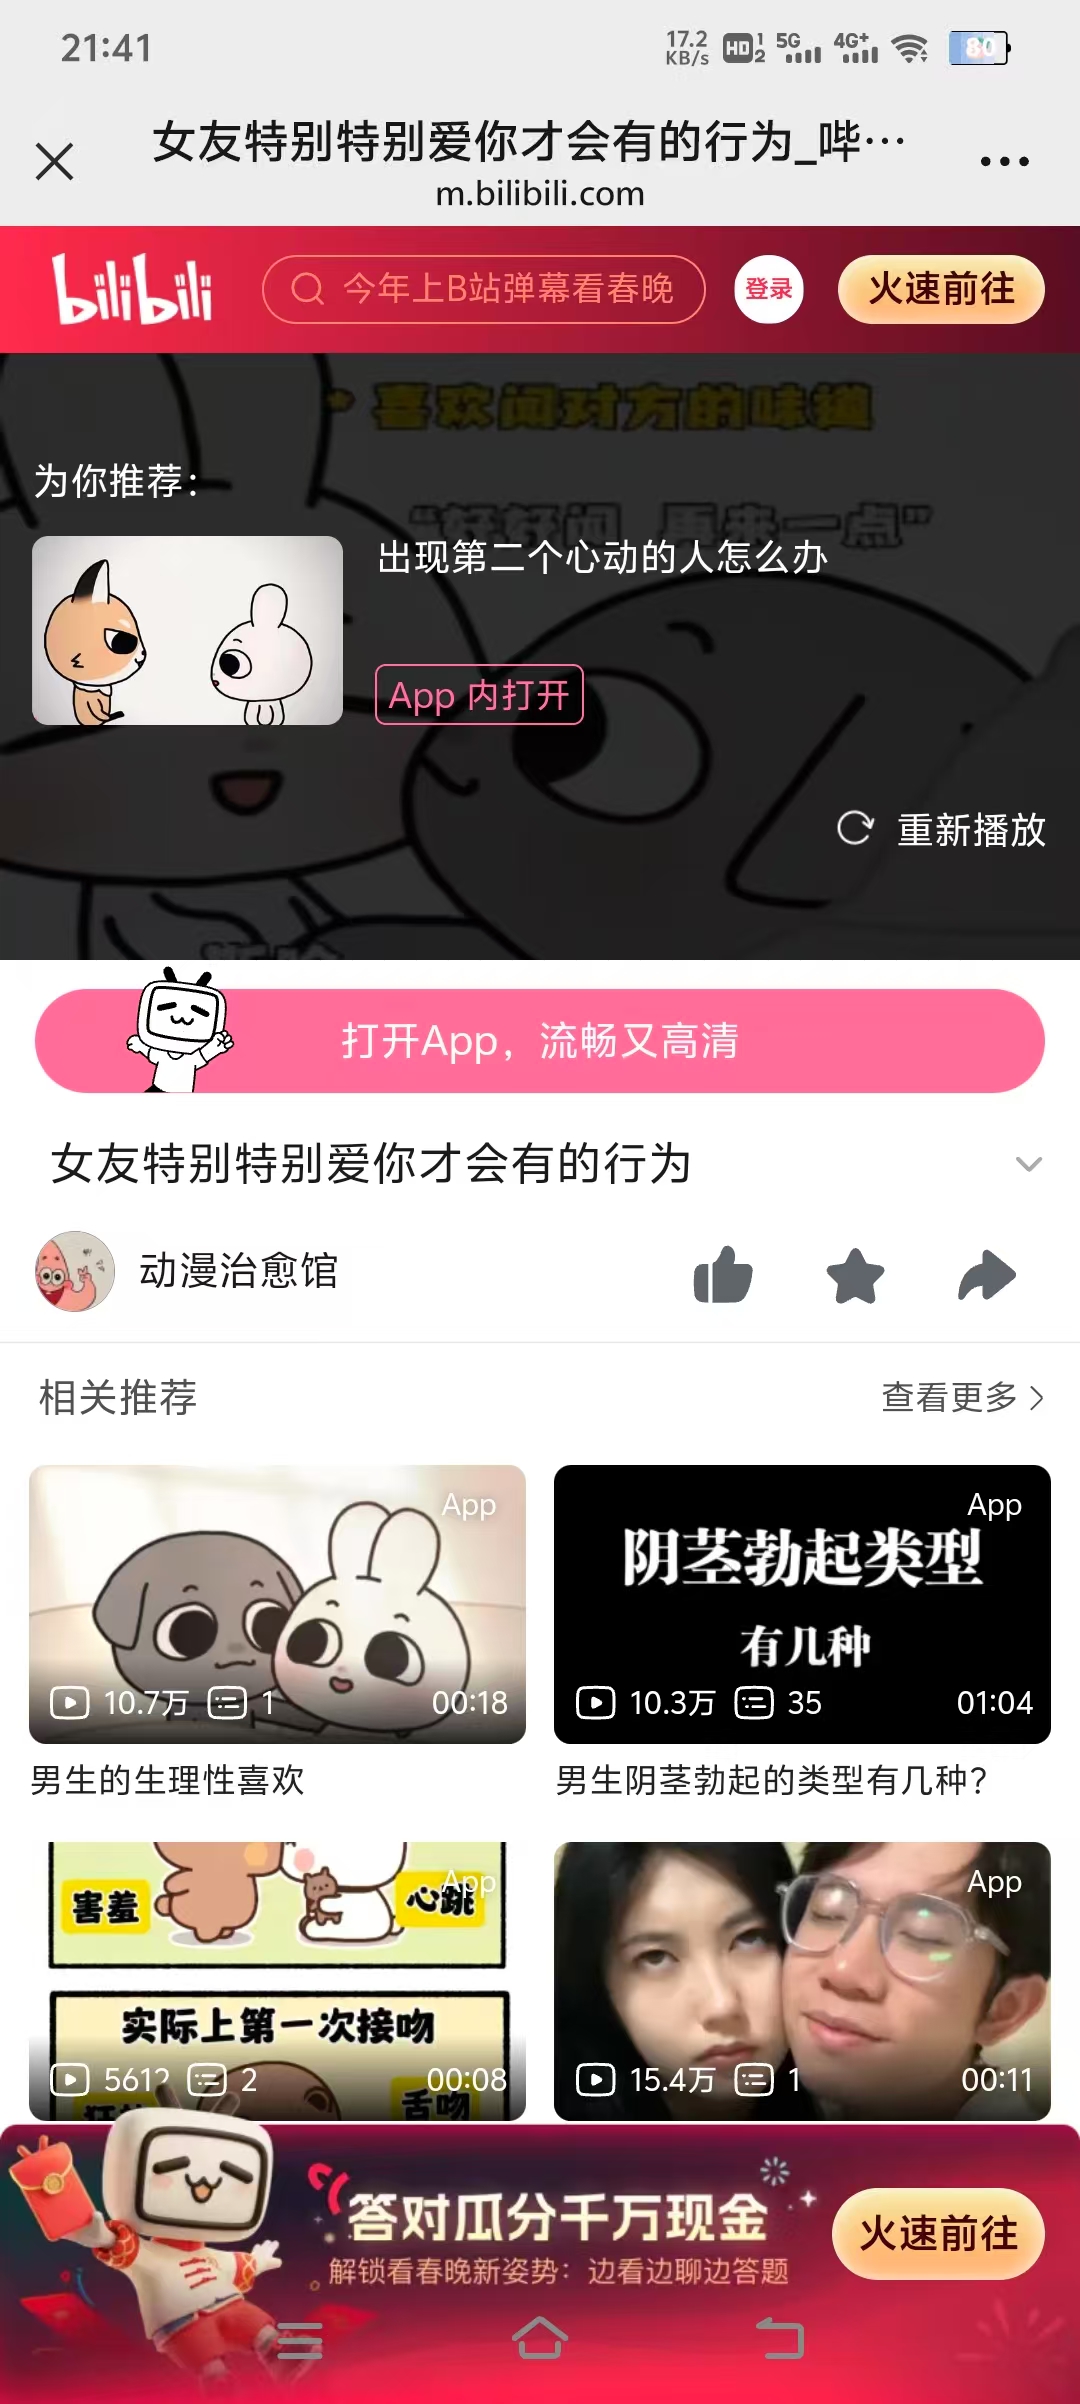 21:41
17.2 KB/s HD 1 2 5G 4G+ 80
女友特别特别爱你才会有的行为_哔…
m.bilibili.com
bilibili
今年上B站弹幕看春晚
登录
火速前往
喜欢闻对方的味道
为你推荐：
“好好闻 再来一点”
出现第二个心动的人怎么办
App 内打开
重新播放
打开App，流畅又高清
女友特别特别爱你才会有的行为
动漫治愈馆
相关推荐
查看更多
App
10.7万 1 00:18
男生的生理性喜欢
App
阴茎勃起类型
有几种
10.3万 35 01:04
男生阴茎勃起的类型有几种？
App
害羞
心跳
实际上第一次接吻
舌吻
5612 2 00:08
App
15.4万 1 00:11
答对瓜分千万现金
解锁看春晚新姿势：边看边聊边答题
火速前往